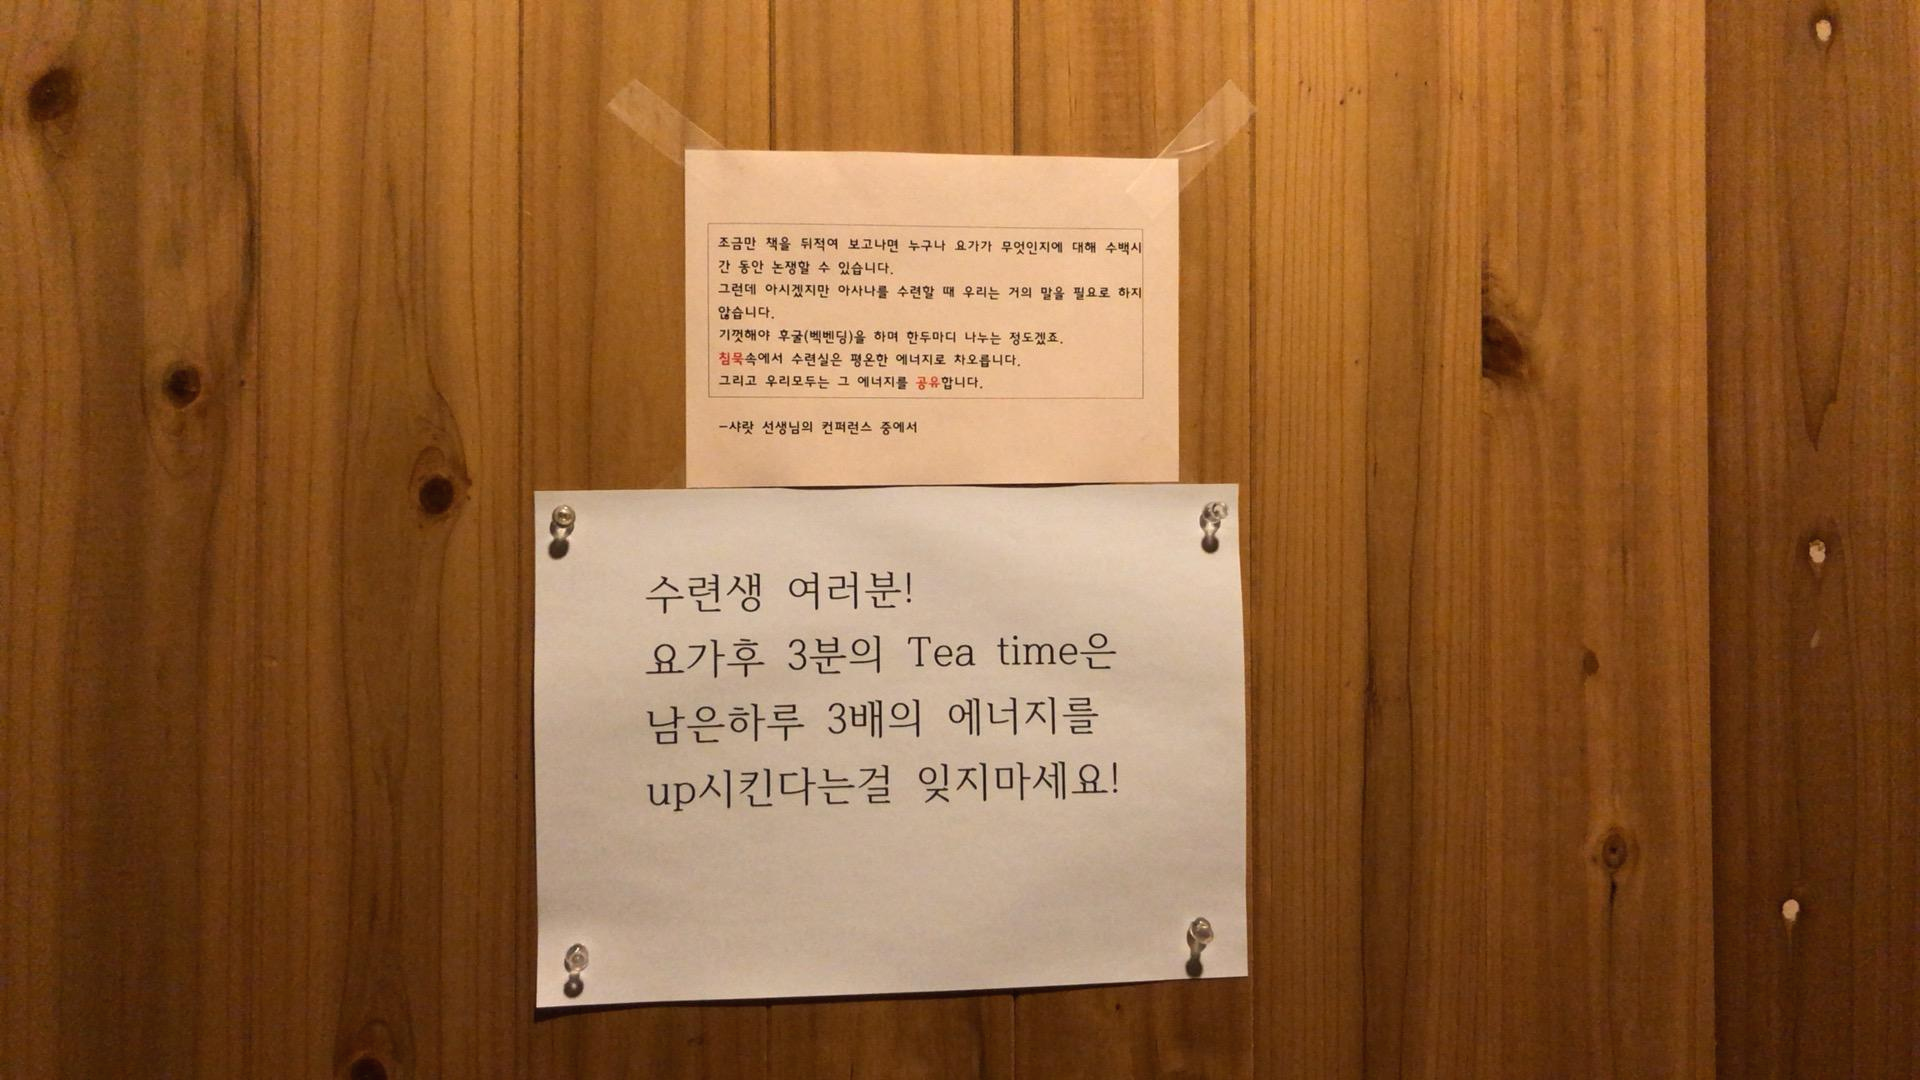 조금만 책을 뒤적여 보고나면 누구나 요가가 무엇인지에 대해 수백시
간 동안 논쟁할 수 있습니다.
그런데 아시겠지만 아사나를 수련할 때 우리는 거의 말을 필요로 하지
않습니다.
기껏해야 후굴(벡벤딩)을 하며 한두마디 나누는 정도겠죠.
침묵속에서 수련실은 평온한 에너지로 차오릅니다.
그리고 우리모두는 그 에너지를 공유합니다.
-샤랏 선생님의 컨퍼런스 중에서
수련생 여러분!
요가후 3분의 Tea time은
남은하루 3배의 에너지를
up시킨다는걸 잊지마세요!